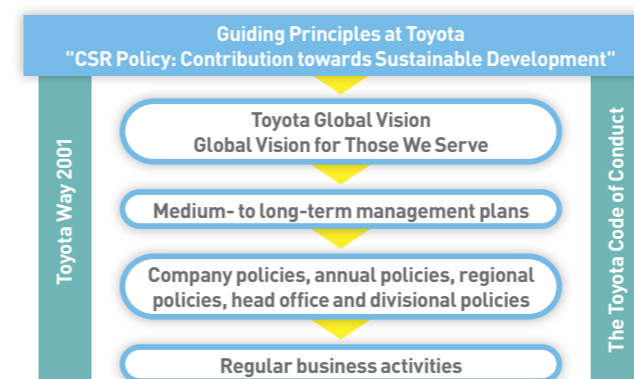 Guiding Principles at Toyota
"CSR Policy: Contribution towards Sustainable Development"
Toyota Way 2001
Toyota Global Vision
Global Vision for Those We Serve
Medium- to long-term management plans
Company policies, annual policies, regional
policies, head office and divisional policies
Regular business activities
The Toyota Code of Conduct